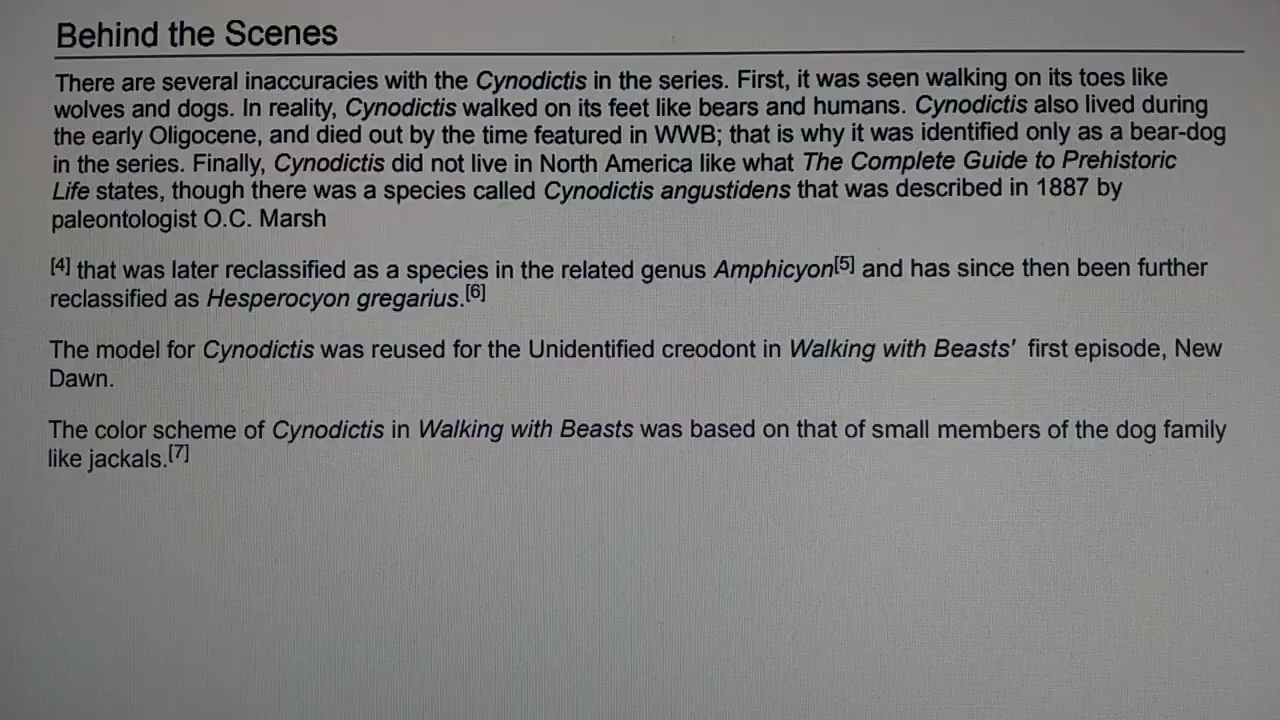 Behind the Scenes
There are several inaccuracies with the Cynodictis in the series. First, it was seen walking on its toes like
wolves and dogs. In reality, Cynodictis walked on its feet like bears and humans. Cynodictis also lived during
the early Oligocene, and died out by the time featured in WWB; that is why it was identified only as a bear-dog
in the series. Finally, Cynodictis did not live in North America like what The Complete Guide to Prehistoric
Life states, though there was a species called Cynodictis angustidens that was described in 1887 by
paleontologist O.C. Marsh
[4] that was later reclassified as a species in the related genus Amphicyon[5] and has since then been further
reclassified as Hesperocyon gregarius.[6]
The model for Cynodictis was reused for the Unidentified creodont in Walking with Beasts' first episode, New
Dawn.
The color scheme of Cynodictis in Walking with Beasts was based on that of small members of the dog family
like jackals.[7]